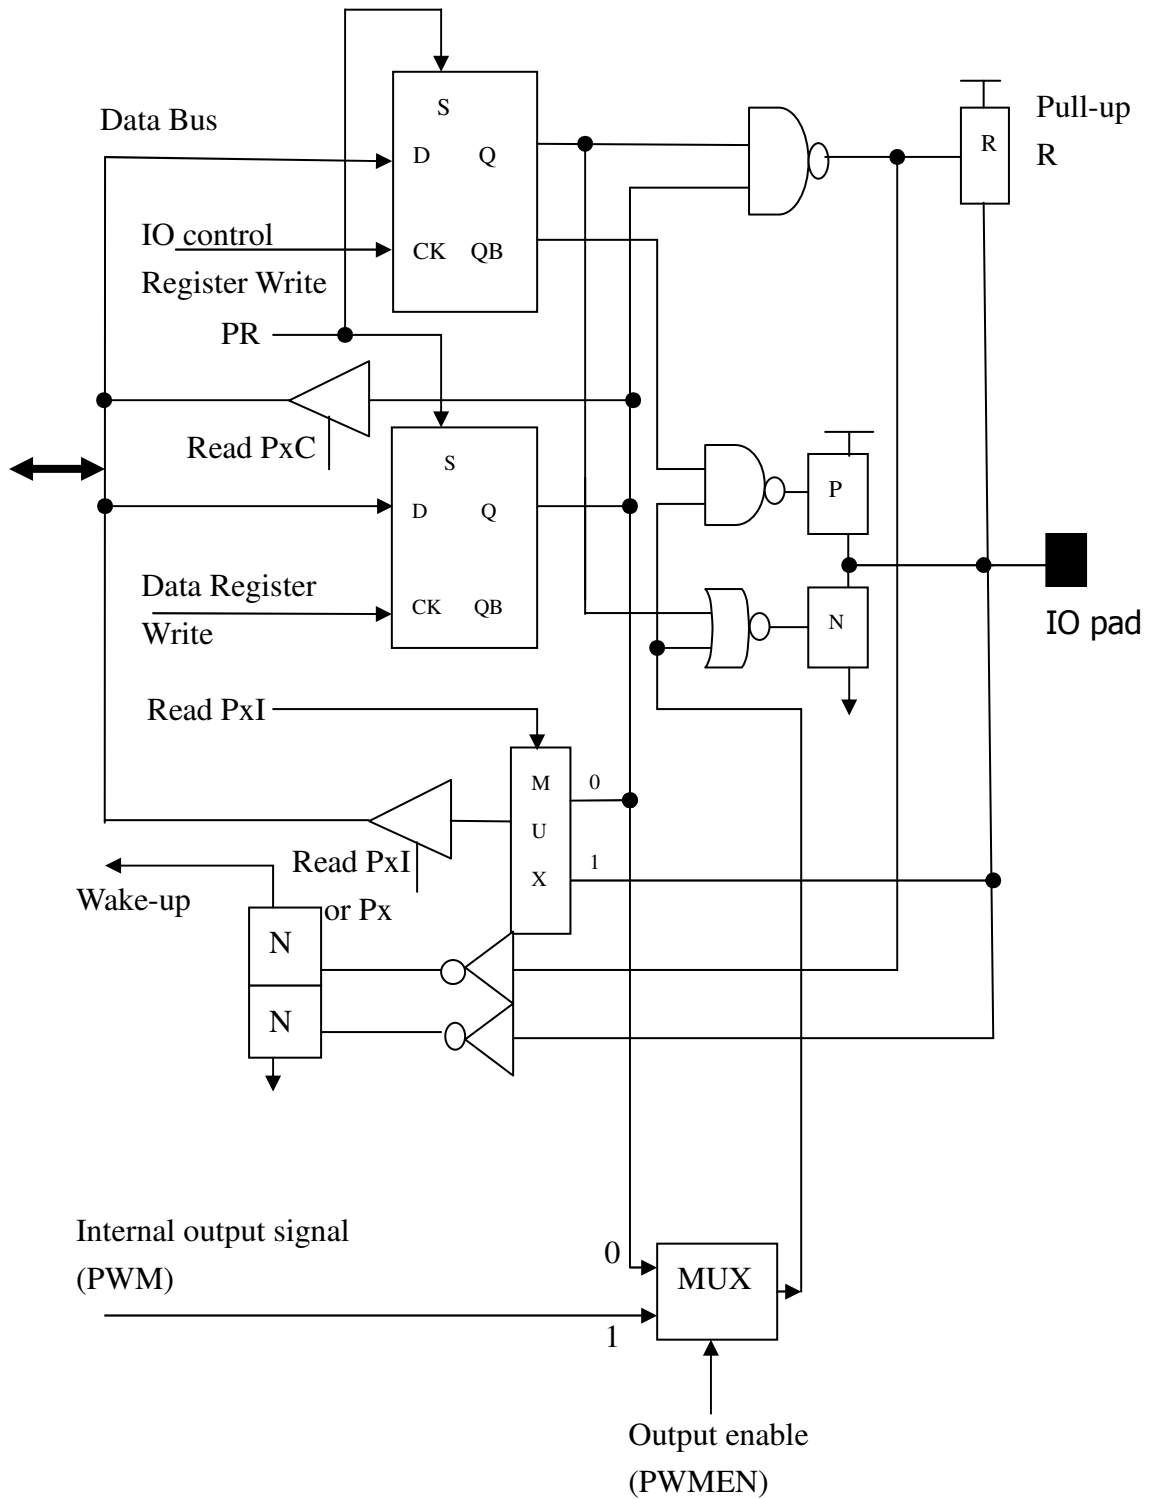 S
Data Bus
D Q
R
Pull-up
R
IO control
CK QB
Register Write
PR
Read PxC
S
D Q
P
Data Register
CK QB
Write
N
IO pad
Read PxI
M
0
U
1
X
Read PxI
or Px
Wake-up
N
N
Internal output signal
(PWM)
0
MUX
1
Output enable
(PWMEN)